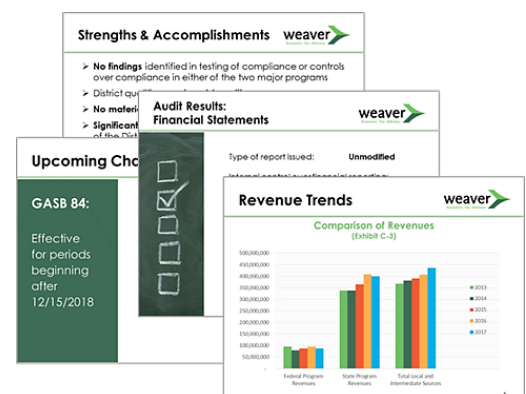 Strengths & Accomplishments
weaver
➢ No findings identified in testing of compliance or controls
over compliance in either of the two major programs
➢ District
➢ No
➢ Significant
of the
Audit Results:
Financial Statements
weaver
Type of report issued: Unmodified
Upcoming
GASB 84:
Effective
for periods
beginning
after
12/15/2018
Revenue Trends
weaver
Comparison of Revenues
(Exhibit C-3)
500,000,000
450,000,000
400,000,000
350,000,000
300,000,000
250,000,000
200,000,000
150,000,000
100,000,000
50,000,000
-
2013
2014
2015
2016
2017
Federal Program
Revenues
State Program
Revenues
Total Local and
Intermediate Sources